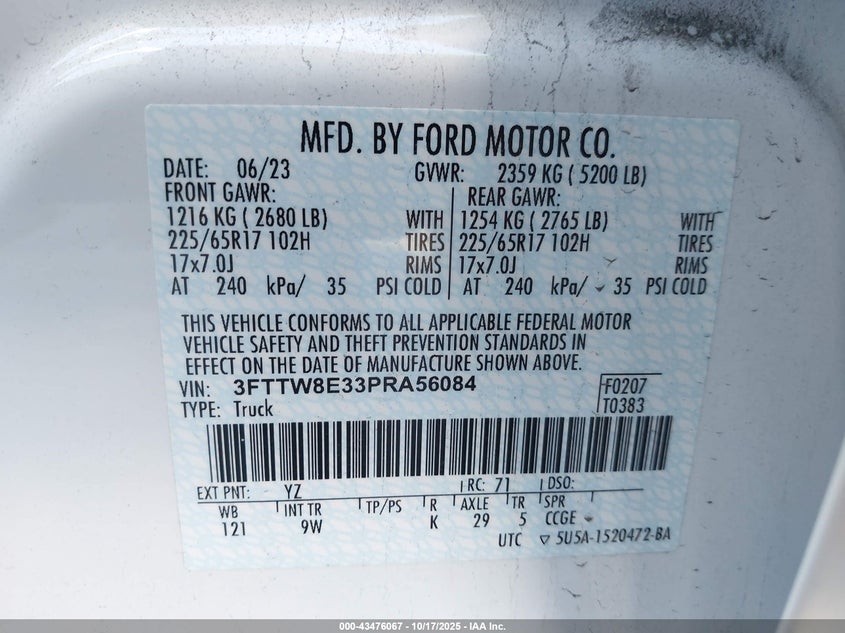 MFD. BY FORD MOTOR CO.
DATE: 06/23 GVWR: 2359 KG ( 5200 LB)
FRONT GAWR: REAR GAWR:
1216 KG ( 2680 LB) WITH 1254 KG ( 2765 LB) WITH
225/65R17 102H TIRES 225/65R17 102H TIRES
17x7.0J RIMS 17x7.0J RIMS
AT 240 kPa/ 35 PSI COLD AT 240 kPa/ 35 PSI COLD
THIS VEHICLE CONFORMS TO ALL APPLICABLE FEDERAL MOTOR
VEHICLE SAFETY AND THEFT PREVENTION STANDARDS IN
EFFECT ON THE DATE OF MANUFACTURE SHOWN ABOVE.
VIN: 3FTTW8E33PRA56084 F0207
TYPE: Truck T0383
EXT PNT: YZ RC: 71 DSO:
WB INT TR TP/PS R AXLE TR SPR
121 9W K 29 5 CCGE
UTC ▽ 5U5A-1520472-BA
000-43476067 - 10/17/2025 - IAA Inc.